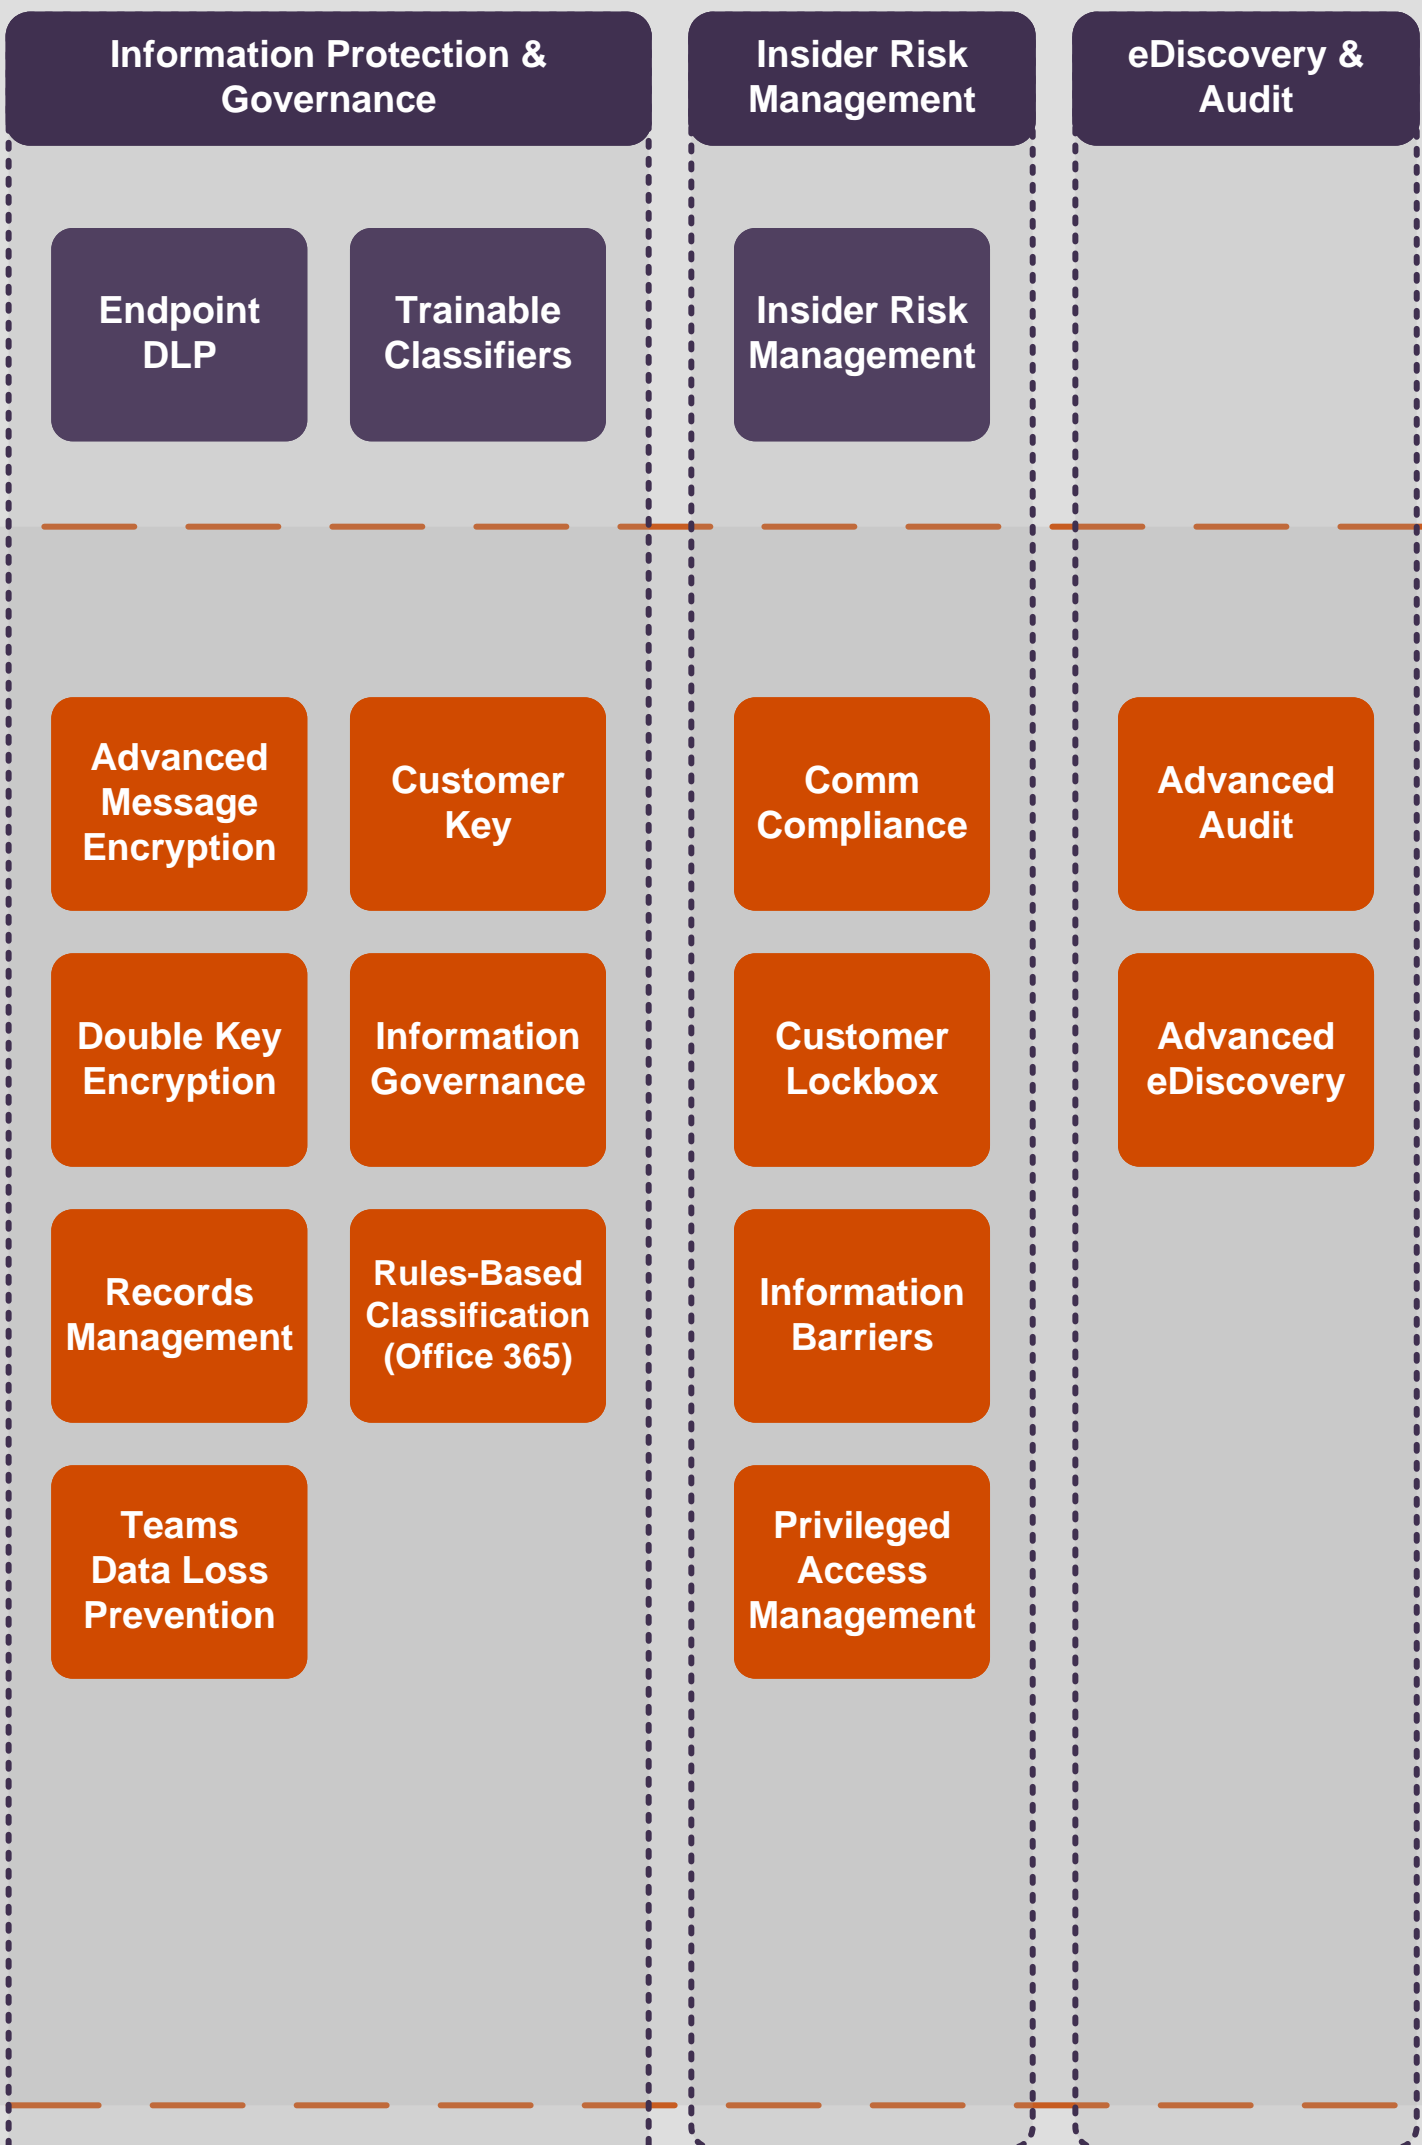 Information Protection &
Governance
Insider Risk
Management
eDiscovery &
Audit
Endpoint
DLP
Trainable
Classifiers
Insider Risk
Management
Advanced
Message
Encryption
Customer
Key
Comm
Compliance
Advanced
Audit
Double Key
Encryption
Information
Governance
Customer
Lockbox
Advanced
eDiscovery
Records
Management
Rules-Based
Classification
(Office 365)
Information
Barriers
Teams
Data Loss
Prevention
Privileged
Access
Management